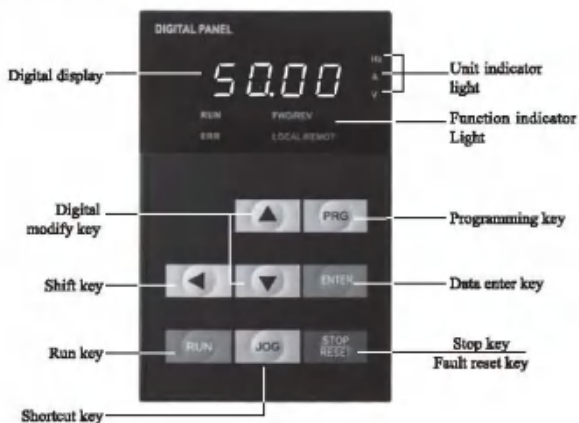 DIGITAL PANEL
Digital display
50.00
Hz
A
V
Unit indicator
light
RUN
FWD/REV
ERR
LOCAL/REMOT
Function indicator
Light
Digital
modify key
PRG
Programming key
Shift key
ENTER
Data enter key
Run key
RUN
JOG
STOP
RESET
Stop key
Fault reset key
Shortcut key